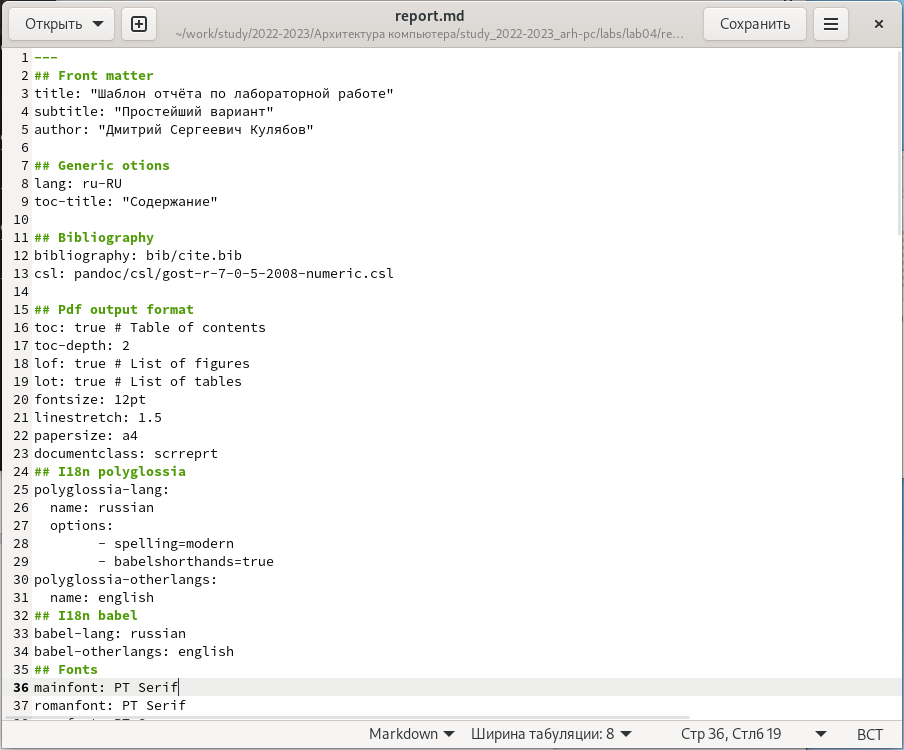 Открыть
report.md
~/work/study/2022-2023/Архитектура компьютера/study_2022-2023_arh-pc/labs/lab04/re...
Сохранить
1 ---
2 ## Front matter
3 title: "Шаблон отчёта по лабораторной работе"
4 subtitle: "Простейший вариант"
5 author: "Дмитрий Сергеевич Кулябов"
6
7 ## Generic otions
8 lang: ru-RU
9 toc-title: "Содержание"
10
11 ## Bibliography
12 bibliography: bib/cite.bib
13 csl: pandoc/csl/gost-r-7-0-5-2008-numeric.csl
14
15 ## Pdf output format
16 toc: true # Table of contents
17 toc-depth: 2
18 lof: true # List of figures
19 lot: true # List of tables
20 fontsize: 12pt
21 linestretch: 1.5
22 papersize: a4
23 documentclass: scrreprt
24 ## I18n polyglossia
25 polyglossia-lang:
26   name: russian
27   options:
28         - spelling=modern
29         - babelshorthands=true
30 polyglossia-otherlangs:
31   name: english
32 ## I18n babel
33 babel-lang: russian
34 babel-otherlangs: english
35 ## Fonts
36 mainfont: PT Serif
37 romanfont: PT Serif
Markdown Ширина табуляции: 8 Стр 36, Стлб 19 ВСТ